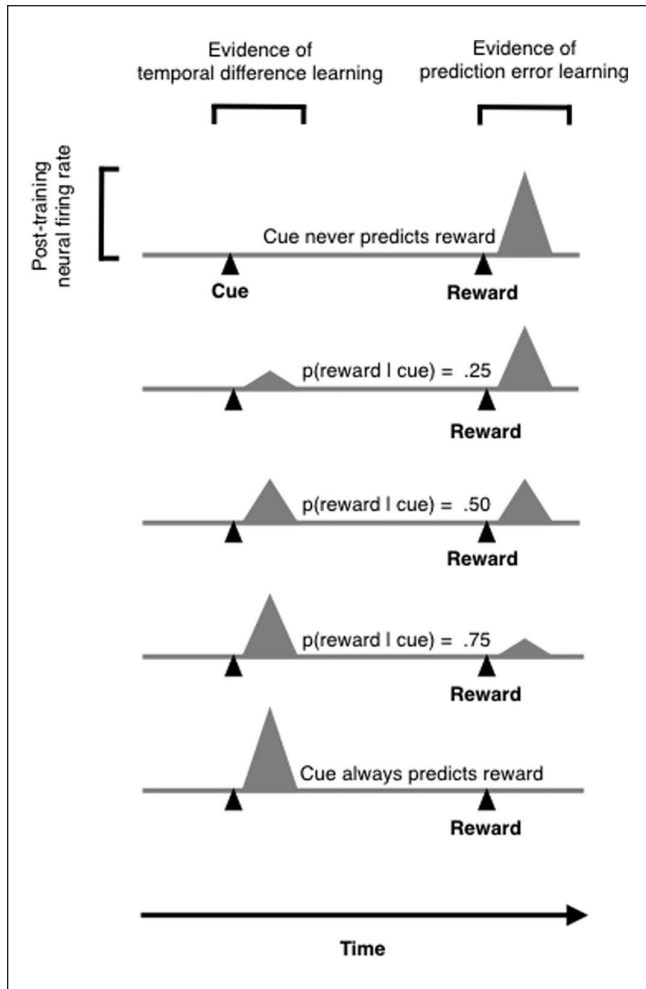 Evidence of
temporal difference learning
Evidence of
prediction error learning
Post-training
neural firing rate
Cue never predicts reward
Cue
Reward
p(reward | cue) = .25
Reward
p(reward | cue) = .50
Reward
p(reward | cue) = .75
Reward
Cue always predicts reward
Reward
Time